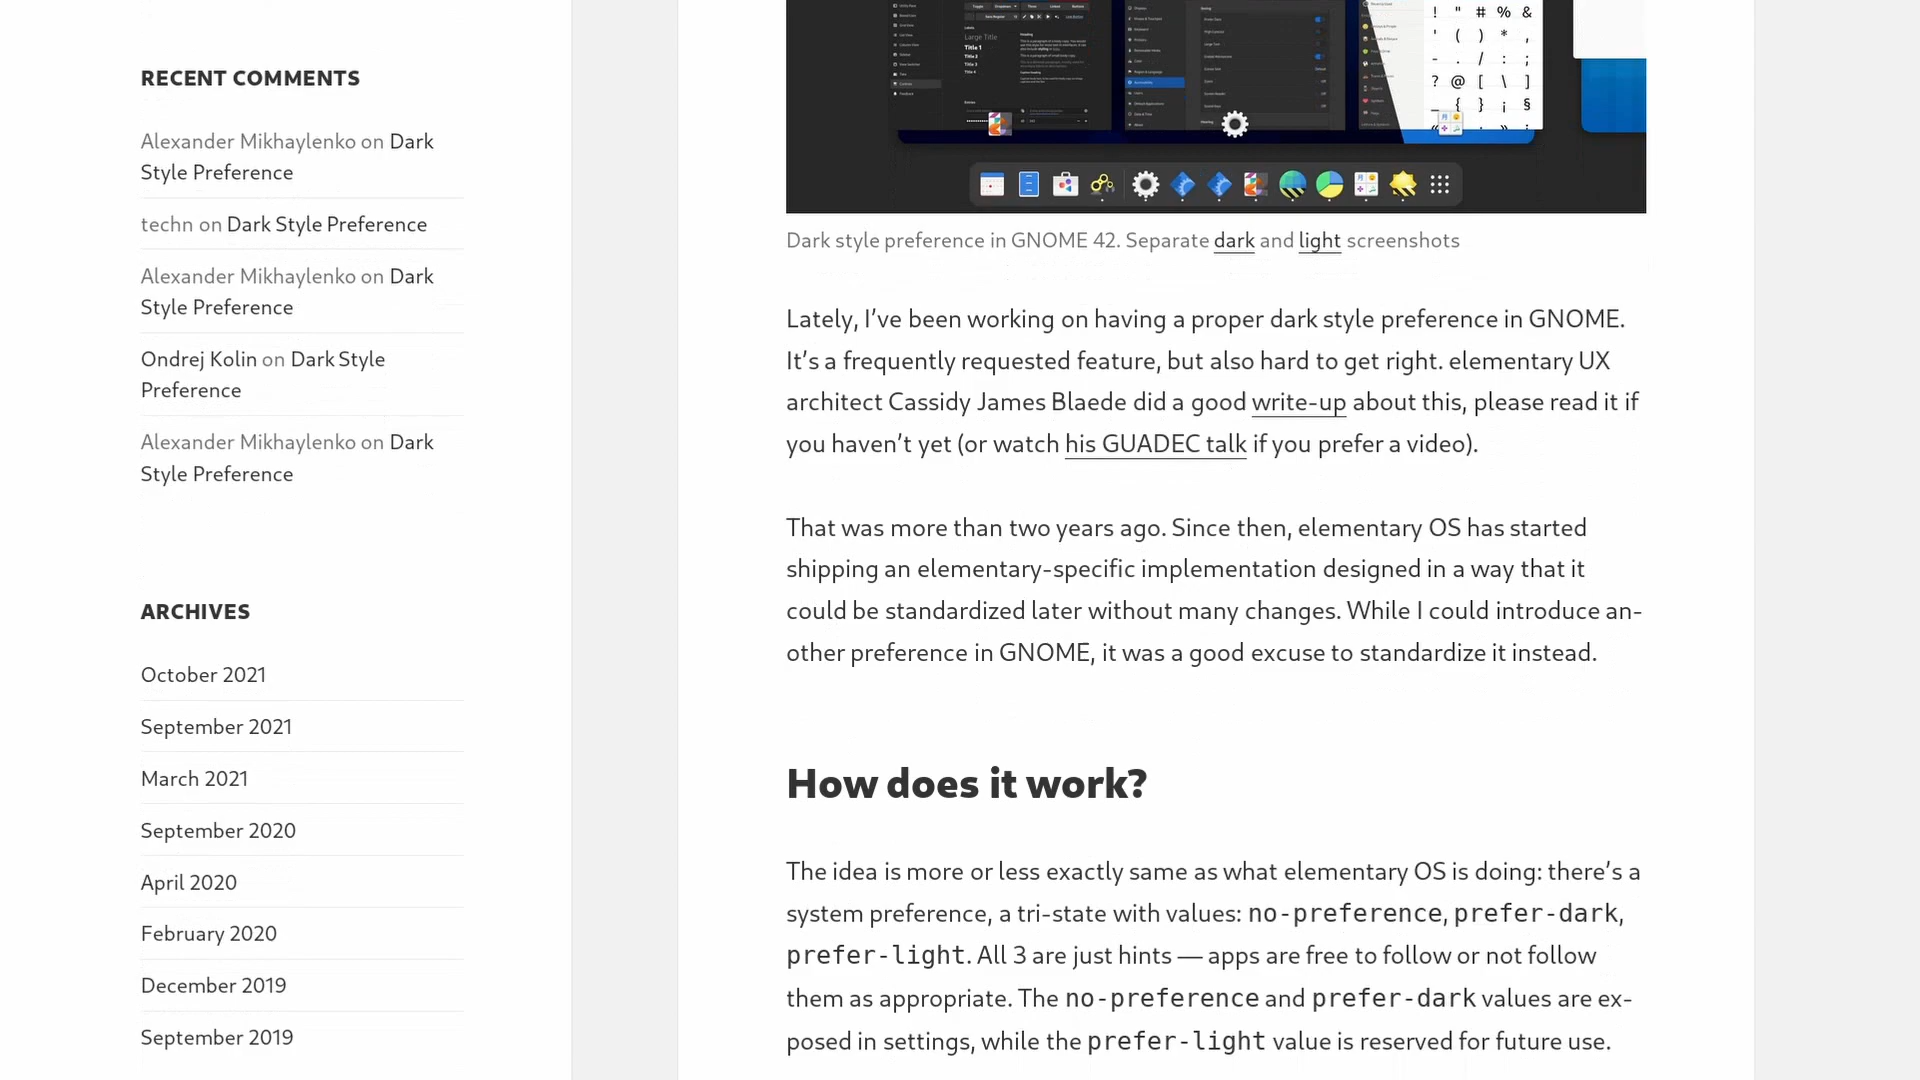 RECENT COMMENTS
Alexander Mikhaylenko on Dark
Style Preference
techn on Dark Style Preference
Alexander Mikhaylenko on Dark
Style Preference
Ondrej Kolin on Dark Style
Preference
Alexander Mikhaylenko on Dark
Style Preference
ARCHIVES
October 2021
September 2021
March 2021
September 2020
April 2020
February 2020
December 2019
September 2019
Large Title
Title 1
Title 2
Title 3
Title 4
! " # % &
' ( ) * ,
- . / : ;
? @ [ \ ]
_ { } ¡ §
Dark style preference in GNOME 42. Separate dark and light screenshots
Lately, I’ve been working on having a proper dark style preference in GNOME.
It’s a frequently requested feature, but also hard to get right. elementary UX
architect Cassidy James Blaede did a good write-up about this, please read it if
you haven’t yet (or watch his GUADEC talk if you prefer a video).
That was more than two years ago. Since then, elementary OS has started
shipping an elementary-specific implementation designed in a way that it
could be standardized later without many changes. While I could introduce an-
other preference in GNOME, it was a good excuse to standardize it instead.
How does it work?
The idea is more or less exactly same as what elementary OS is doing: there’s a
system preference, a tri-state with values: no-preference, prefer-dark,
prefer-light. All 3 are just hints — apps are free to follow or not follow
them as appropriate. The no-preference and prefer-dark values are ex-
posed in settings, while the prefer-light value is reserved for future use.